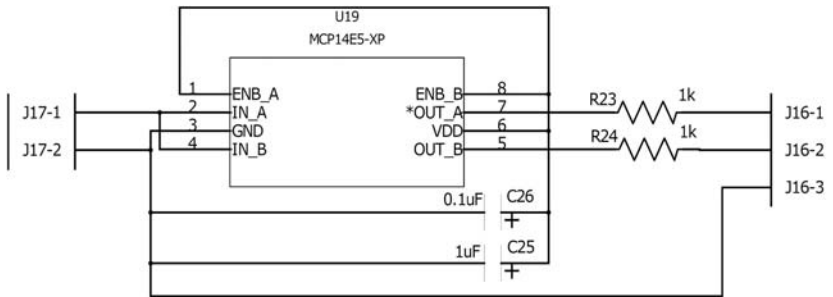 U19
MCP14E5-XP
1 ENB_A ENB_B 8
J17-1 2 IN_A *OUT_A 7 R23 1k J16-1
3 GND VDD 6
J17-2 4 IN_B OUT_B 5 R24 1k J16-2
J16-3
0.1uF C26
+
1uF C25
+